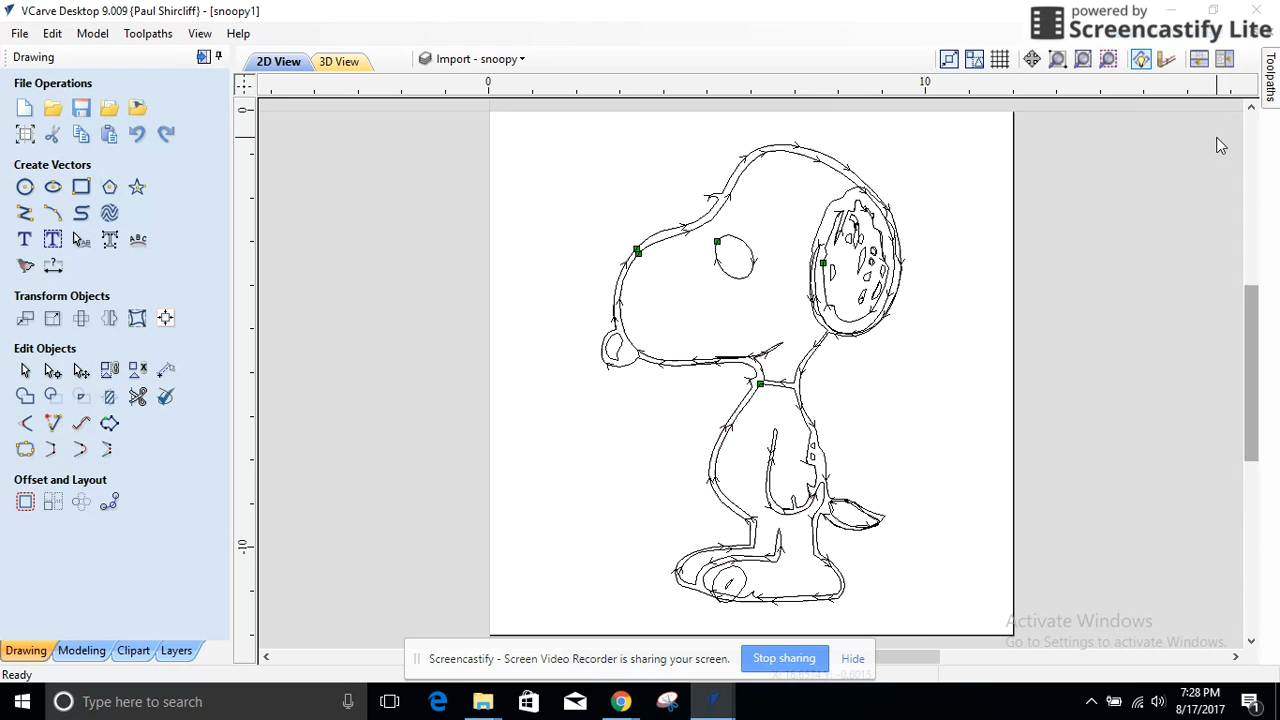 VCarve Desktop 9.009 {Paul Shircliff} - [snoopy1]
powered by
Screencastify Lite
File Edit Model Toolpaths View Help
Drawing
2D View 3D View Import - snoopy
Toolpaths
File Operations
0 10
0
-10
Create Vectors
Transform Objects
Edit Objects
Offset and Layout
Activate Windows
Go to Settings to activate Windows.
Drawing Modeling Clipart Layers
Screencastify - Screen Video Recorder is sharing your screen. Stop sharing Hide
Ready
Type here to search
7:28 PM
8/17/2017